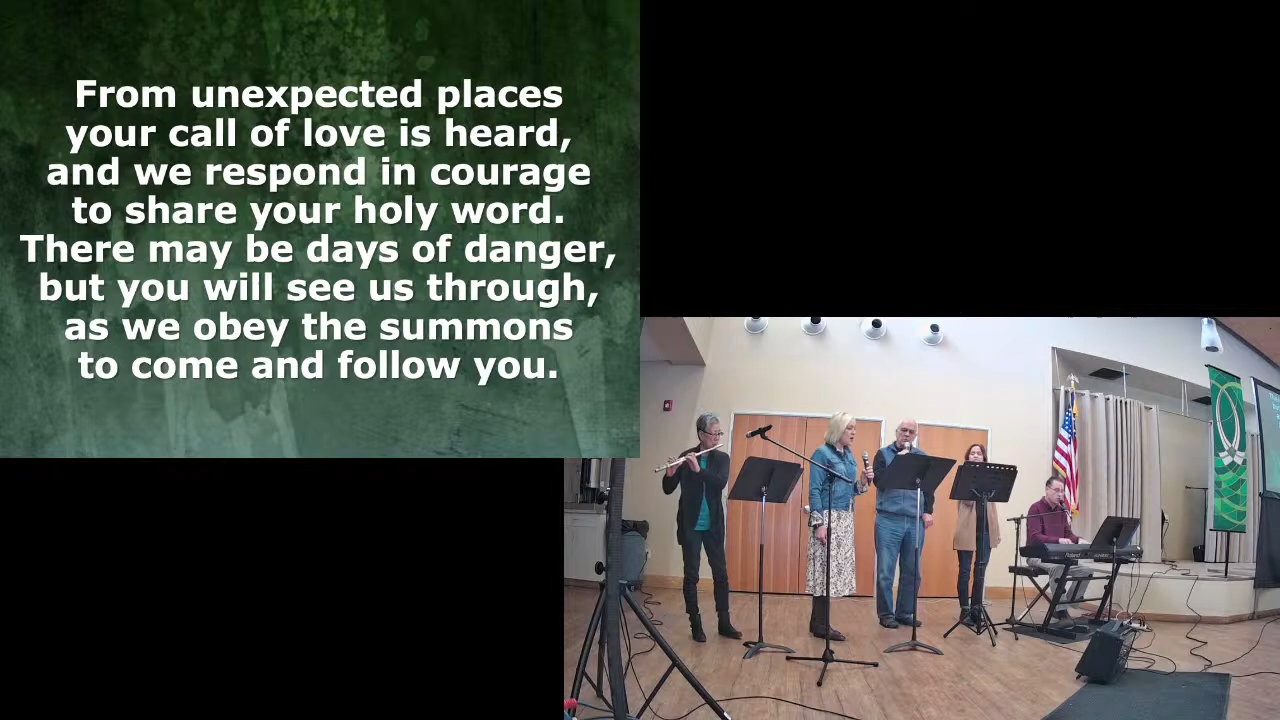 From unexpected places
your call of love is heard,
and we respond in courage
to share your holy word.
There may be days of danger,
but you will see us through,
as we obey the summons
to come and follow you.
Roland